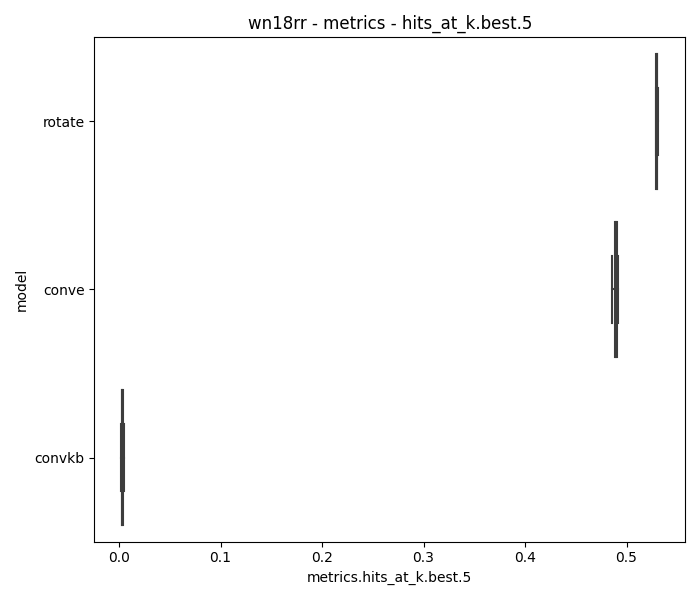 wn18rr - metrics - hits_at_k.best.5
rotate
conve
convkb
model
0.0 0.1 0.2 0.3 0.4 0.5
metrics.hits_at_k.best.5